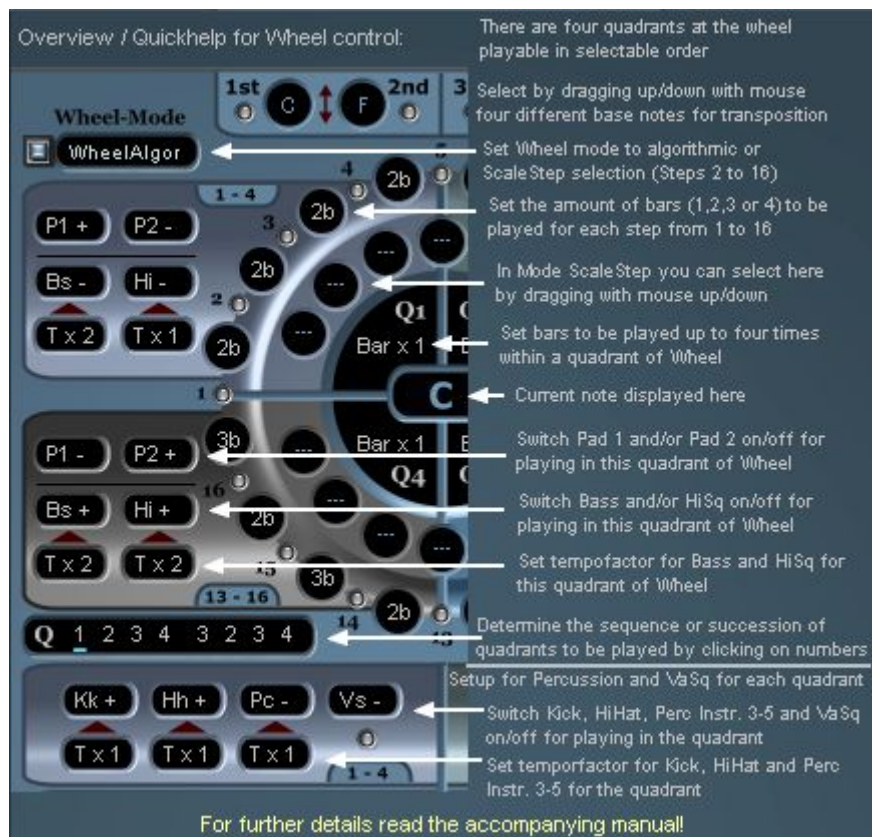 Overview / Quickhelp for Wheel control:
There are four quadrants at the wheel
playable in selectable order
1st C F 2nd 3
Select by dragging up/down with mouse
four different base notes for transposition
Wheel-Mode
WheelAlgor
Set Wheel mode to algorithmic or
ScaleStep selection (Steps 2 to 16)
1 - 4
4 2b
5
P1 + P2 -
3 2b
Set the amount of bars (1,2,3 or 4) to be
played for each step from 1 to 16
Bs - Hi -
2 2b
--- --- ---
In Mode ScaleStep you can select here
by dragging with mouse up/down
T x 2 T x 1
2b
---
Q1
Bar x 1
Set bars to be played up to four times
within a quadrant of Wheel
1
C
Current note displayed here
P1 - P2 +
3b
---
Bar x 1
Q4
Switch Pad 1 and/or Pad 2 on/off for
playing in this quadrant of Wheel
Bs + Hi +
16 2b
---
Switch Bass and/or HiSq on/off for
playing in this quadrant of Wheel
T x 2 T x 2
15 3b
--- ---
Set tempofactor for Bass and HiSq for
this quadrant of Wheel
13 - 16
14 2b
13
Q 1 2 3 4 3 2 3 4
Determine the sequence or succession of
quadrants to be played by clicking on numbers
Setup for Percussion and VaSq for each quadrant
Kk + Hh + Pc - Vs -
Switch Kick, HiHat, Perc Instr. 3-5 and VaSq
on/off for playing in the quadrant
T x 1 T x 1 T x 1
1 - 4
Set temporfactor for Kick, HiHat and Perc
Instr. 3-5 for the quadrant
For further details read the accompanying manual!